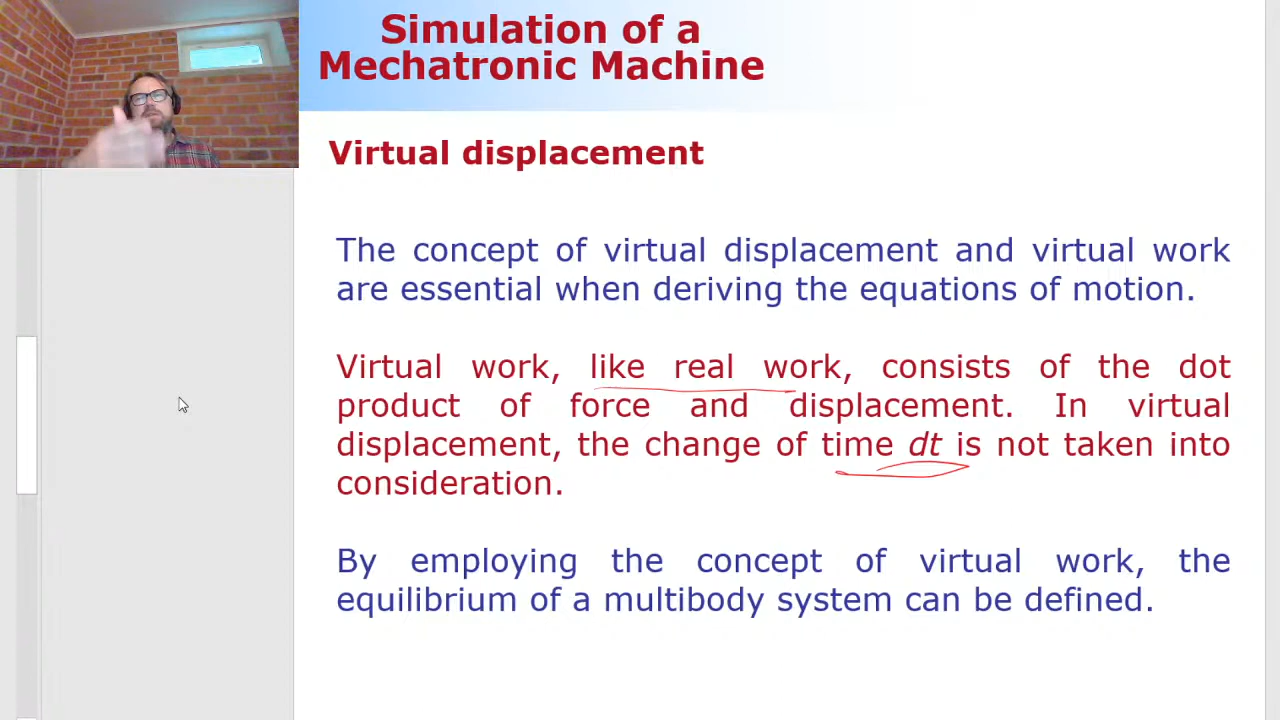 Simulation of a
Mechatronic Machine
Virtual displacement
The concept of virtual displacement and virtual work
are essential when deriving the equations of motion.
Virtual work, like real work, consists of the dot
product of force and displacement. In virtual
displacement, the change of time dt is not taken into
consideration.
By employing the concept of virtual work, the
equilibrium of a multibody system can be defined.